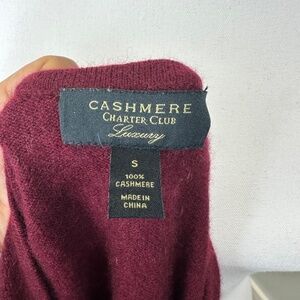 CASHMERE
CHARTER CLUB
Luxury
S
100%
CASHMERE
MADE IN
CHINA